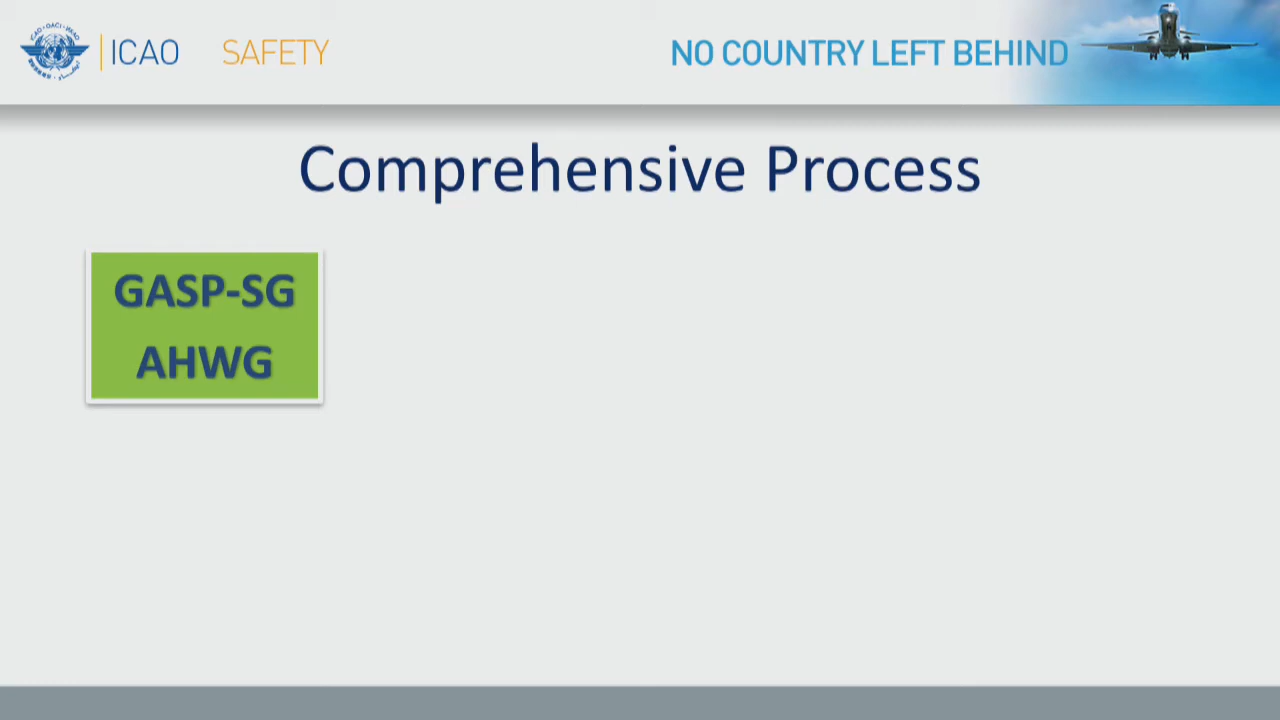 ICAO SAFETY NO COUNTRY LEFT BEHIND
Comprehensive Process
GASP-SG
AHWG